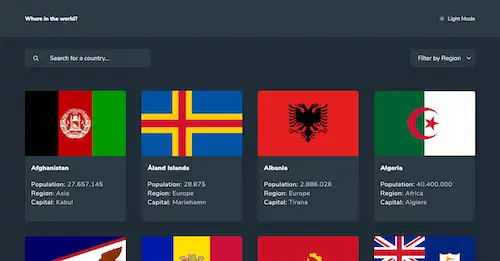 Where in the world?
Light Mode
Search for a country...
Filter by Region
Afghanistan
Population: 27.657.145
Region: Asia
Capital: Kabul
Åland Islands
Population: 28.875
Region: Europe
Capital: Mariehamn
Albania
Population: 2.886.026
Region: Europe
Capital: Tirana
Algeria
Population: 40.400.000
Region: Africa
Capital: Algiers